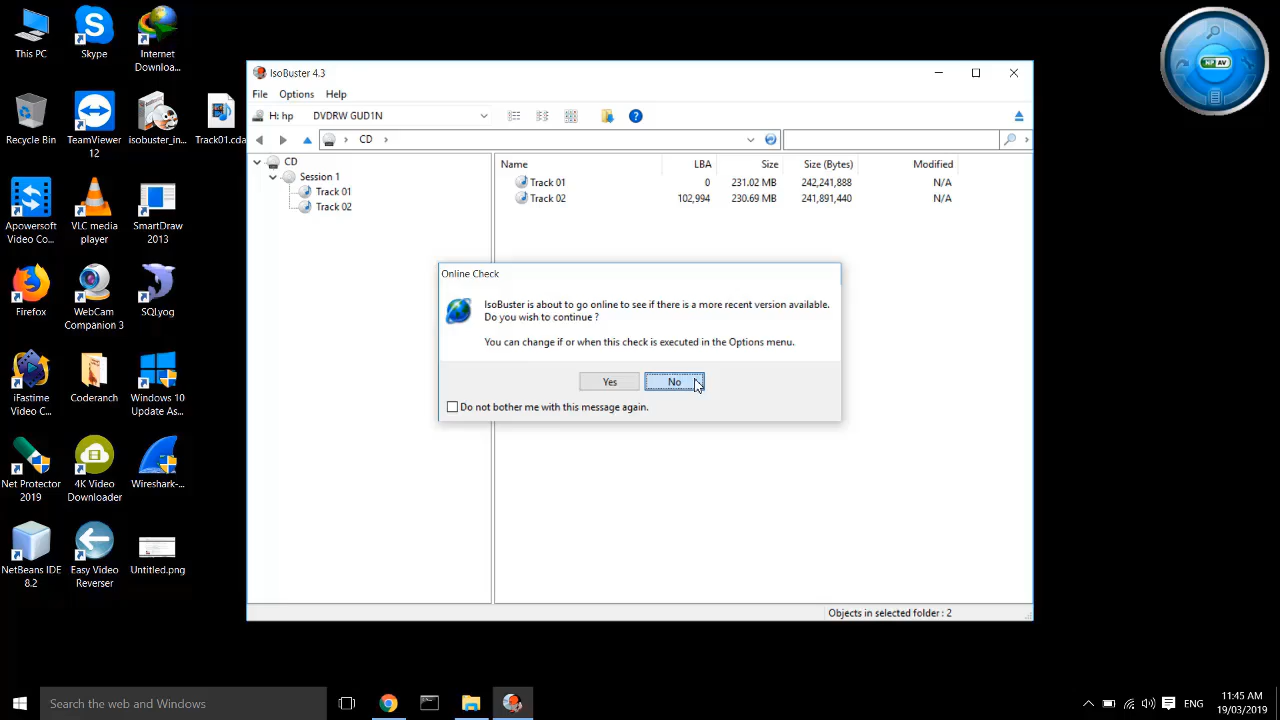 This PC
Skype
Internet
Downloa...
Recycle Bin
TeamViewer
12
isobuster_in...
Track01.cda
Apowersoft
Video Co...
VLC media
player
SmartDraw
2013
Firefox
WebCam
Companion 3
SQLyog
iFastime
Video C...
Coderanch
Windows 10
Update As...
Net Protector
2019
4K Video
Downloader
Wireshark-...
NetBeans IDE
8.2
Easy Video
Reverser
Untitled.png
NPAV
IsoBuster 4.3
File Options Help
H: hp DVDRW GUD1N
CD
CD
Session 1
Track 01
Track 02
Name LBA Size Size (Bytes) Modified
Track 01 0 231.02 MB 242,241,888 N/A
Track 02 102,994 230.69 MB 241,891,440 N/A
Online Check
IsoBuster is about to go online to see if there is a more recent version available.
Do you wish to continue ?
You can change if or when this check is executed in the Options menu.
Yes No
Do not bother me with this message again.
Objects in selected folder : 2
Search the web and Windows
ENG
11:45 AM
19/03/2019